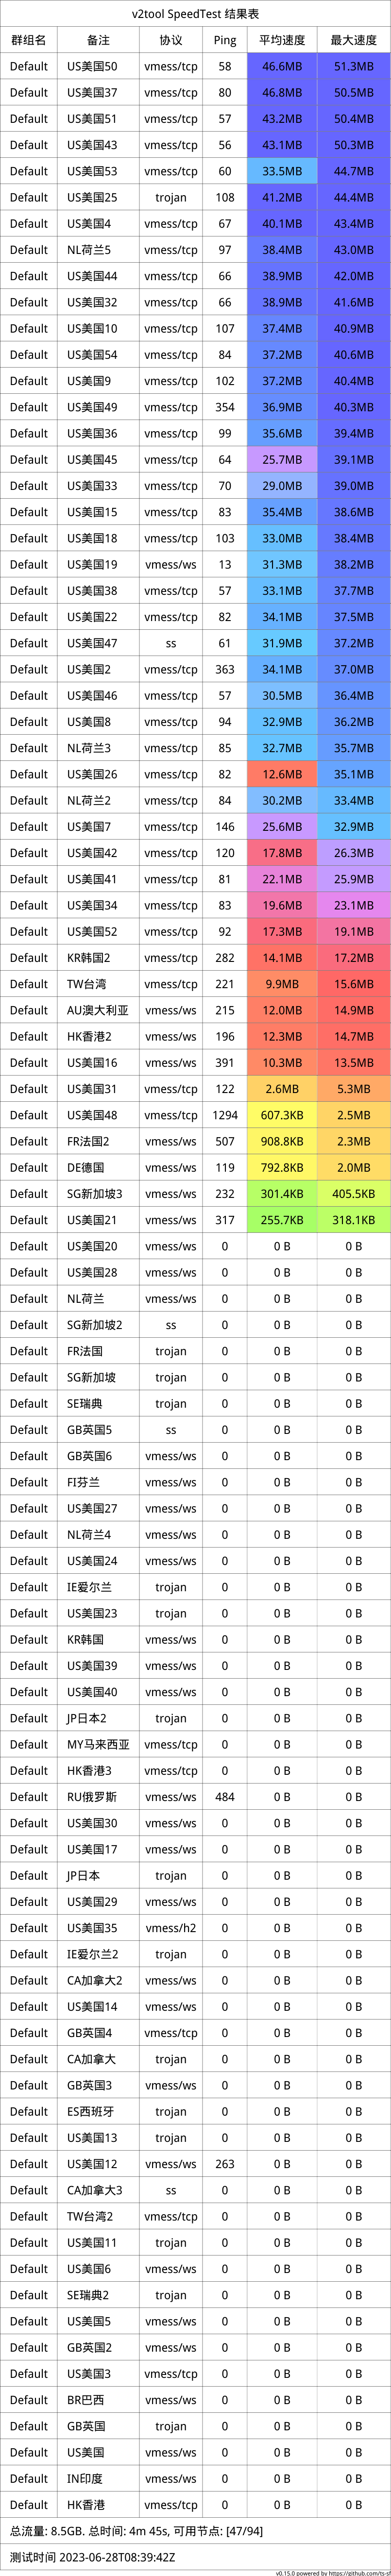 v2tool SpeedTest 结果表
群组名 备注 协议 Ping 平均速度 最大速度
Default US美国50 vmess/tcp 58 46.6MB 51.3MB
Default US美国37 vmess/tcp 80 46.8MB 50.5MB
Default US美国51 vmess/tcp 57 43.2MB 50.4MB
Default US美国43 vmess/tcp 56 43.1MB 50.3MB
Default US美国53 vmess/tcp 60 33.5MB 44.7MB
Default US美国25 trojan 108 41.2MB 44.4MB
Default US美国4 vmess/tcp 67 40.1MB 43.4MB
Default NL荷兰5 vmess/tcp 97 38.4MB 43.0MB
Default US美国44 vmess/tcp 66 38.9MB 42.0MB
Default US美国32 vmess/tcp 66 38.9MB 41.6MB
Default US美国10 vmess/tcp 107 37.4MB 40.9MB
Default US美国54 vmess/tcp 84 37.2MB 40.6MB
Default US美国9 vmess/tcp 102 37.2MB 40.4MB
Default US美国49 vmess/tcp 354 36.9MB 40.3MB
Default US美国36 vmess/tcp 99 35.6MB 39.4MB
Default US美国45 vmess/tcp 64 25.7MB 39.1MB
Default US美国33 vmess/tcp 70 29.0MB 39.0MB
Default US美国15 vmess/tcp 83 35.4MB 38.6MB
Default US美国18 vmess/tcp 103 33.0MB 38.4MB
Default US美国19 vmess/ws 13 31.3MB 38.2MB
Default US美国38 vmess/tcp 57 33.1MB 37.7MB
Default US美国22 vmess/tcp 82 34.1MB 37.5MB
Default US美国47 ss 61 31.9MB 37.2MB
Default US美国2 vmess/tcp 363 34.1MB 37.0MB
Default US美国46 vmess/tcp 57 30.5MB 36.4MB
Default US美国8 vmess/tcp 94 32.9MB 36.2MB
Default NL荷兰3 vmess/tcp 85 32.7MB 35.7MB
Default US美国26 vmess/tcp 82 12.6MB 35.1MB
Default NL荷兰2 vmess/tcp 84 30.2MB 33.4MB
Default US美国7 vmess/tcp 146 25.6MB 32.9MB
Default US美国42 vmess/tcp 120 17.8MB 26.3MB
Default US美国41 vmess/tcp 81 22.1MB 25.9MB
Default US美国34 vmess/tcp 83 19.6MB 23.1MB
Default US美国52 vmess/tcp 92 17.3MB 19.1MB
Default KR韩国2 vmess/tcp 282 14.1MB 17.2MB
Default TW台湾 vmess/tcp 221 9.9MB 15.6MB
Default AU澳大利亚 vmess/ws 215 12.0MB 14.9MB
Default HK香港2 vmess/ws 196 12.3MB 14.7MB
Default US美国16 vmess/ws 391 10.3MB 13.5MB
Default US美国31 vmess/tcp 122 2.6MB 5.3MB
Default US美国48 vmess/tcp 1294 607.3KB 2.5MB
Default FR法国2 vmess/ws 507 908.8KB 2.3MB
Default DE德国 vmess/ws 119 792.8KB 2.0MB
Default SG新加坡3 vmess/ws 232 301.4KB 405.5KB
Default US美国21 vmess/ws 317 255.7KB 318.1KB
Default US美国20 vmess/ws 0 0 B 0 B
Default US美国28 vmess/ws 0 0 B 0 B
Default NL荷兰 vmess/ws 0 0 B 0 B
Default SG新加坡2 ss 0 0 B 0 B
Default FR法国 trojan 0 0 B 0 B
Default SG新加坡 trojan 0 0 B 0 B
Default SE瑞典 trojan 0 0 B 0 B
Default GB英国5 ss 0 0 B 0 B
Default GB英国6 vmess/ws 0 0 B 0 B
Default FI芬兰 vmess/ws 0 0 B 0 B
Default US美国27 vmess/ws 0 0 B 0 B
Default NL荷兰4 vmess/ws 0 0 B 0 B
Default US美国24 vmess/ws 0 0 B 0 B
Default IE爱尔兰 trojan 0 0 B 0 B
Default US美国23 trojan 0 0 B 0 B
Default KR韩国 vmess/ws 0 0 B 0 B
Default US美国39 vmess/ws 0 0 B 0 B
Default US美国40 vmess/ws 0 0 B 0 B
Default JP日本2 trojan 0 0 B 0 B
Default MY马来西亚 vmess/tcp 0 0 B 0 B
Default HK香港3 vmess/tcp 0 0 B 0 B
Default RU俄罗斯 vmess/ws 484 0 B 0 B
Default US美国30 vmess/ws 0 0 B 0 B
Default US美国17 vmess/ws 0 0 B 0 B
Default JP日本 trojan 0 0 B 0 B
Default US美国29 vmess/ws 0 0 B 0 B
Default US美国35 vmess/h2 0 0 B 0 B
Default IE爱尔兰2 trojan 0 0 B 0 B
Default CA加拿大2 vmess/ws 0 0 B 0 B
Default US美国14 vmess/ws 0 0 B 0 B
Default GB英国4 vmess/tcp 0 0 B 0 B
Default CA加拿大 trojan 0 0 B 0 B
Default GB英国3 vmess/ws 0 0 B 0 B
Default ES西班牙 trojan 0 0 B 0 B
Default US美国13 trojan 0 0 B 0 B
Default US美国12 vmess/ws 263 0 B 0 B
Default CA加拿大3 ss 0 0 B 0 B
Default TW台湾2 vmess/tcp 0 0 B 0 B
Default US美国11 trojan 0 0 B 0 B
Default US美国6 vmess/ws 0 0 B 0 B
Default SE瑞典2 trojan 0 0 B 0 B
Default US美国5 vmess/ws 0 0 B 0 B
Default GB英国2 vmess/ws 0 0 B 0 B
Default US美国3 vmess/tcp 0 0 B 0 B
Default BR巴西 vmess/ws 0 0 B 0 B
Default GB英国 trojan 0 0 B 0 B
Default US美国 vmess/ws 0 0 B 0 B
Default IN印度 vmess/ws 0 0 B 0 B
Default HK香港 vmess/tcp 0 0 B 0 B
总流量: 8.5GB. 总时间: 4m 45s, 可用节点: [47/94]
测试时间 2023-06-28T08:39:42Z
v0.15.0 powered by https://github.com/ts-sf